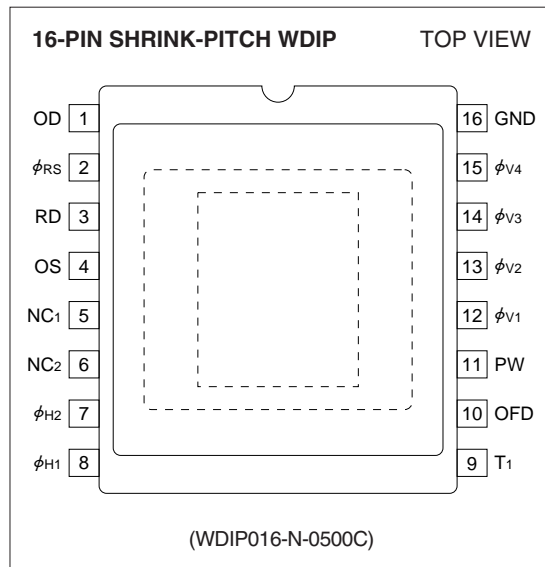 16-PIN SHRINK-PITCH WDIP TOP VIEW
OD 1 16 GND
ϕRS 2 15 ϕV4
RD 3 14 ϕV3
OS 4 13 ϕV2
NC1 5 12 ϕV1
NC2 6 11 PW
ϕH2 7 10 OFD
ϕH1 8 9 T1
(WDIP016-N-0500C)